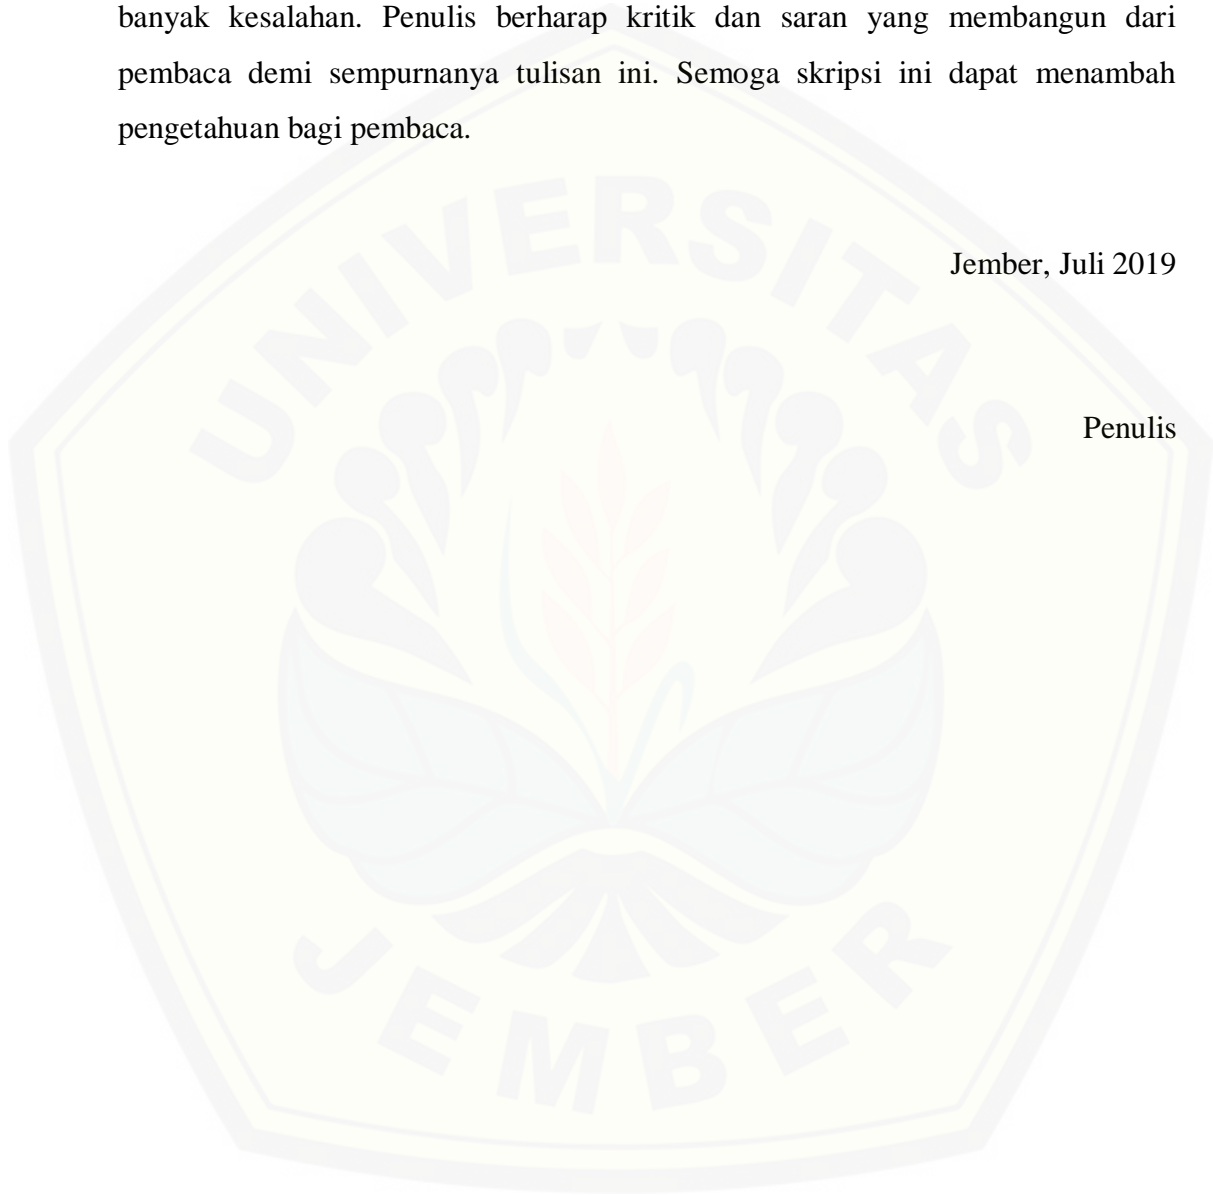 banyak kesalahan. Penulis berharap kritik dan saran yang membangun dari
pembaca demi sempurnanya tulisan ini. Semoga skripsi ini dapat menambah
pengetahuan bagi pembaca.
Jember, Juli 2019
Penulis
UNIVERSITAS
JEMBER